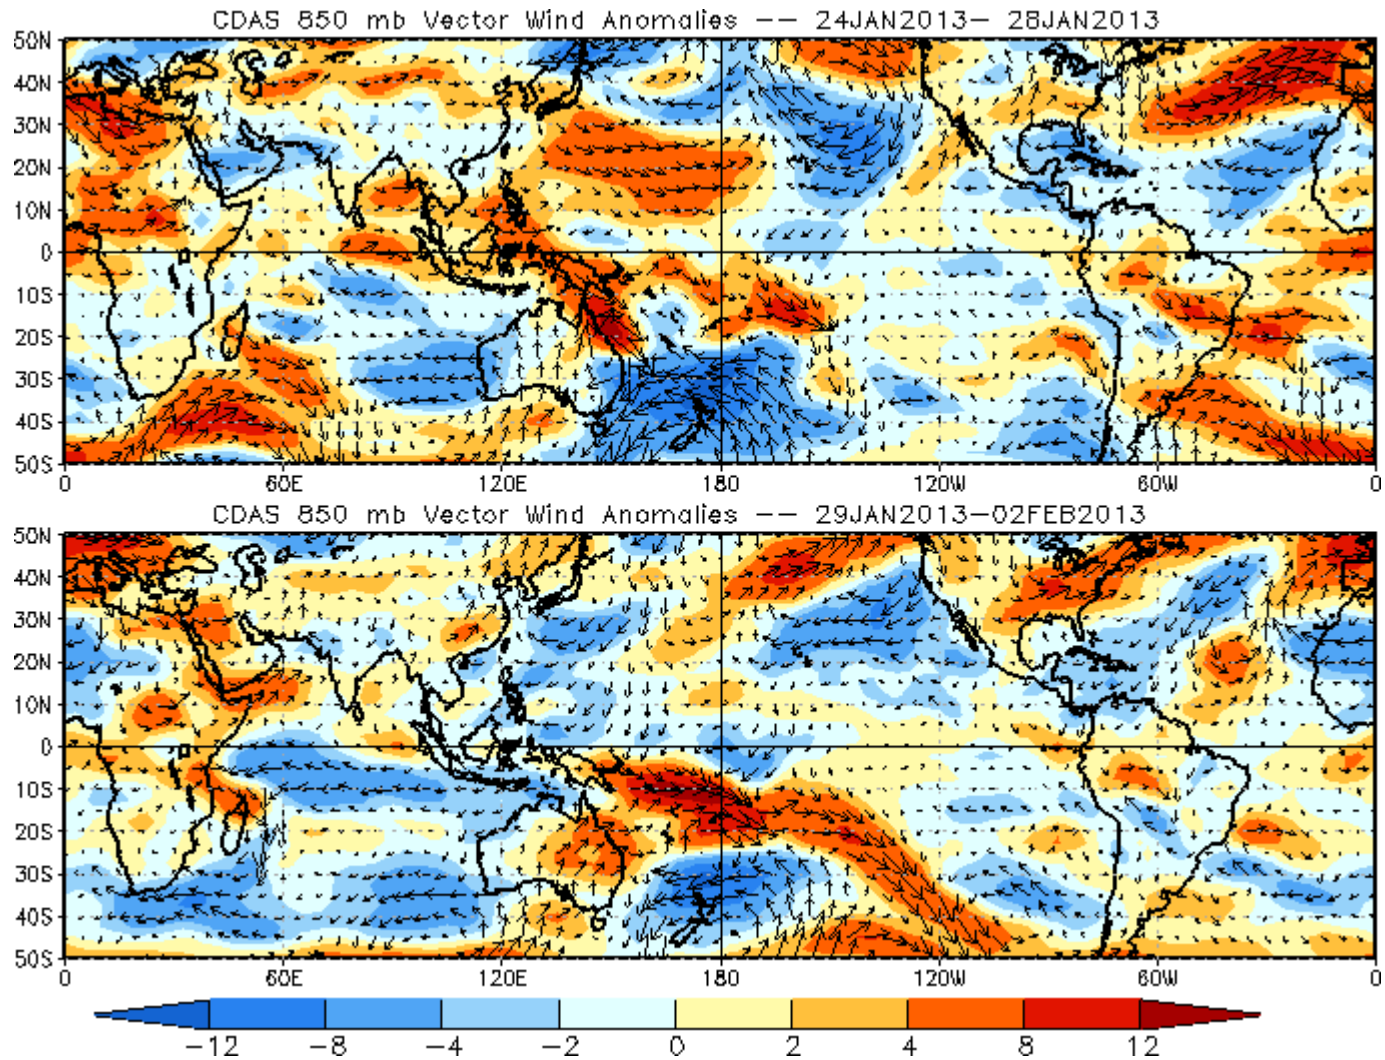 CDAS 850 mb Vector Wind Anomalies -- 24JAN2013- 28JAN2013
50N
40N
30N
20N
10N
0
10S
20S
30S
40S
50S
0 60E 120E 180 120W 60W 0
CDAS 850 mb Vector Wind Anomalies -- 29JAN2013-02FEB2013
50N
40N
30N
20N
10N
0
10S
20S
30S
40S
50S
0 60E 120E 180 120W 60W 0
-12 -8 -4 -2 0 2 4 8 12